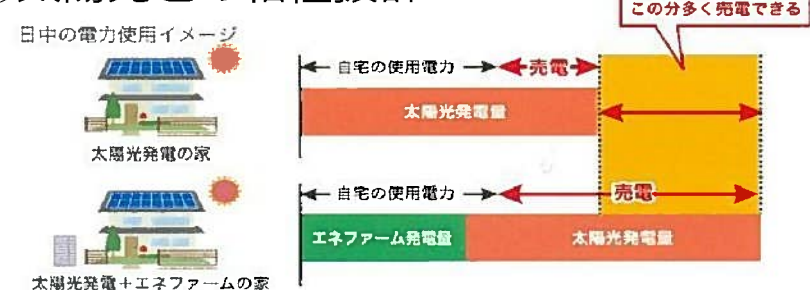 この分多く売電できる
日中の電力使用イメージ
自宅の使用電力
売電
太陽光発電量
太陽光発電の家
自宅の使用電力
売電
エネファーム発電量
太陽光発電量
太陽光発電+エネファームの家